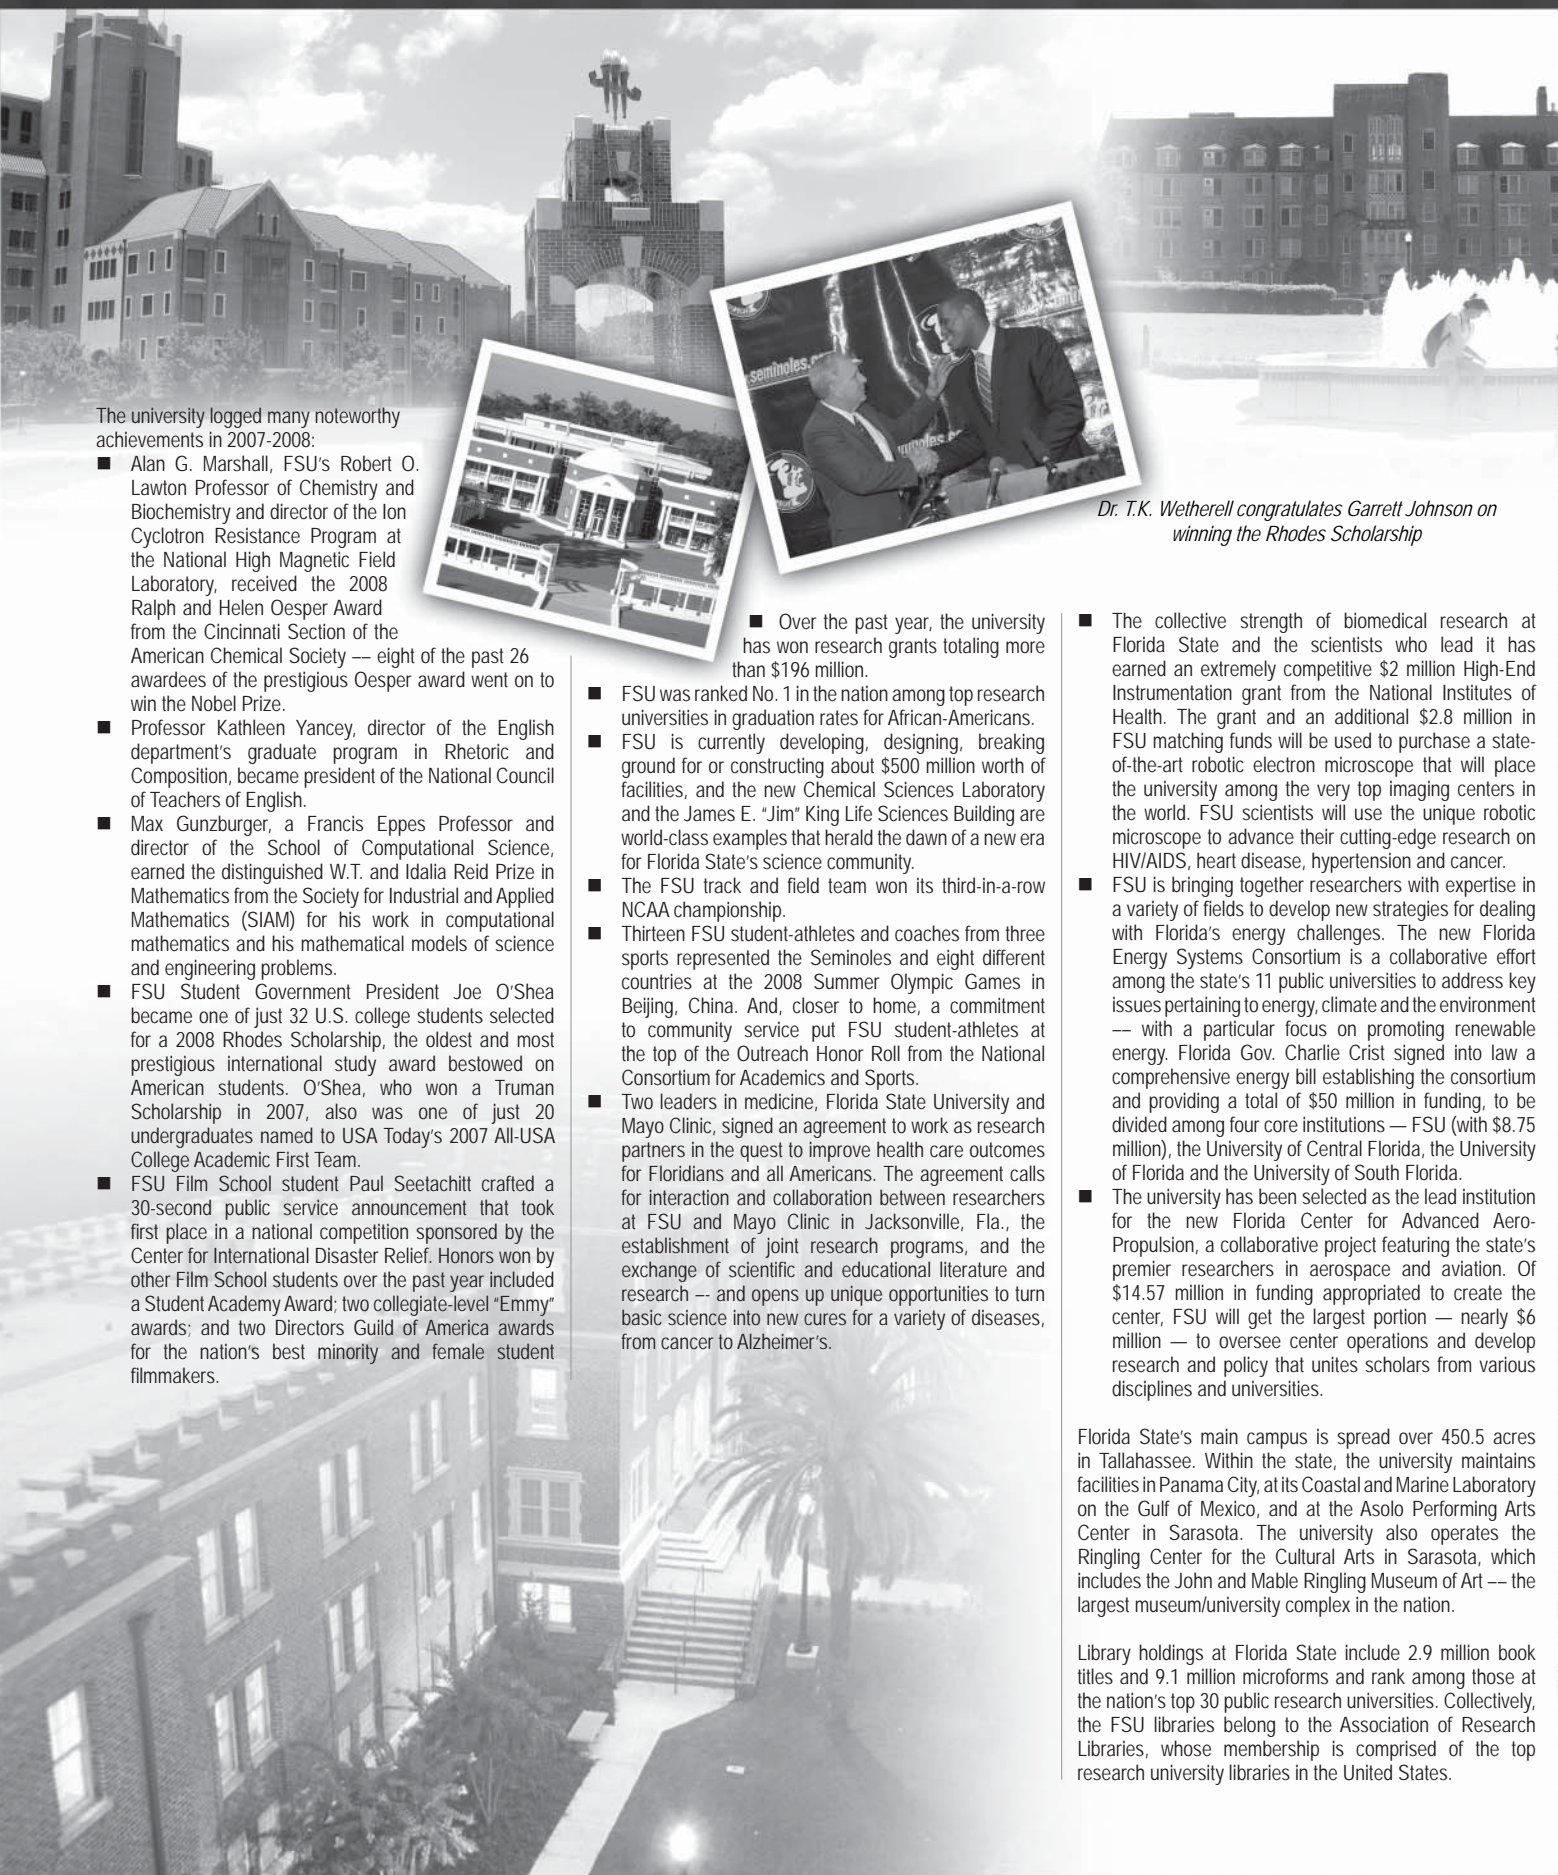 The university logged many noteworthy
achievements in 2007-2008:
■ Alan G. Marshall, FSU's Robert O.
Lawton Professor of Chemistry and
Biochemistry and director of the Ion
Cyclotron Resistance Program at
the National High Magnetic Field
Laboratory, received the 2008
Ralph and Helen Oesper Award
from the Cincinnati Section of the
American Chemical Society –– eight of the past 26
awardees of the prestigious Oesper award went on to
win the Nobel Prize.
■ Professor Kathleen Yancey, director of the English
department's graduate program in Rhetoric and
Composition, became president of the National Council
of Teachers of English.
■ Max Gunzburger, a Francis Eppes Professor and
director of the School of Computational Science,
earned the distinguished W.T. and Idalia Reid Prize in
Mathematics from the Society for Industrial and Applied
Mathematics (SIAM) for his work in computational
mathematics and his mathematical models of science
and engineering problems.
■ FSU Student Government President Joe O'Shea
became one of just 32 U.S. college students selected
for a 2008 Rhodes Scholarship, the oldest and most
prestigious international study award bestowed on
American students. O'Shea, who won a Truman
Scholarship in 2007, also was one of just 20
undergraduates named to USA Today's 2007 All-USA
College Academic First Team.
■ FSU Film School student Paul Seetachitt crafted a
30-second public service announcement that took
first place in a national competition sponsored by the
Center for International Disaster Relief. Honors won by
other Film School students over the past year included
a Student Academy Award; two collegiate-level "Emmy"
awards; and two Directors Guild of America awards
for the nation's best minority and female student
filmmakers.
seminoles.
Dr. T.K. Wetherell congratulates Garrett Johnson on
winning the Rhodes Scholarship
■ Over the past year, the university
has won research grants totaling more
than $196 million.
■ FSU was ranked No. 1 in the nation among top research
universities in graduation rates for African-Americans.
■ FSU is currently developing, designing, breaking
ground for or constructing about $500 million worth of
facilities, and the new Chemical Sciences Laboratory
and the James E. "Jim" King Life Sciences Building are
world-class examples that herald the dawn of a new era
for Florida State's science community.
■ The FSU track and field team won its third-in-a-row
NCAA championship.
■ Thirteen FSU student-athletes and coaches from three
sports represented the Seminoles and eight different
countries at the 2008 Summer Olympic Games in
Beijing, China. And, closer to home, a commitment
to community service put FSU student-athletes at
the top of the Outreach Honor Roll from the National
Consortium for Academics and Sports.
■ Two leaders in medicine, Florida State University and
Mayo Clinic, signed an agreement to work as research
partners in the quest to improve health care outcomes
for Floridians and all Americans. The agreement calls
for interaction and collaboration between researchers
at FSU and Mayo Clinic in Jacksonville, Fla., the
establishment of joint research programs, and the
exchange of scientific and educational literature and
research –- and opens up unique opportunities to turn
basic science into new cures for a variety of diseases,
from cancer to Alzheimer's.
■ The collective strength of biomedical research at
Florida State and the scientists who lead it has
earned an extremely competitive $2 million High-End
Instrumentation grant from the National Institutes of
Health. The grant and an additional $2.8 million in
FSU matching funds will be used to purchase a state-
of-the-art robotic electron microscope that will place
the university among the very top imaging centers in
the world. FSU scientists will use the unique robotic
microscope to advance their cutting-edge research on
HIV/AIDS, heart disease, hypertension and cancer.
■ FSU is bringing together researchers with expertise in
a variety of fields to develop new strategies for dealing
with Florida's energy challenges. The new Florida
Energy Systems Consortium is a collaborative effort
among the state's 11 public universities to address key
issues pertaining to energy, climate and the environment
–– with a particular focus on promoting renewable
energy. Florida Gov. Charlie Crist signed into law a
comprehensive energy bill establishing the consortium
and providing a total of $50 million in funding, to be
divided among four core institutions — FSU (with $8.75
million), the University of Central Florida, the University
of Florida and the University of South Florida.
■ The university has been selected as the lead institution
for the new Florida Center for Advanced Aero-
Propulsion, a collaborative project featuring the state's
premier researchers in aerospace and aviation. Of
$14.57 million in funding appropriated to create the
center, FSU will get the largest portion — nearly $6
million — to oversee center operations and develop
research and policy that unites scholars from various
disciplines and universities.
Florida State's main campus is spread over 450.5 acres
in Tallahassee. Within the state, the university maintains
facilities in Panama City, at its Coastal and Marine Laboratory
on the Gulf of Mexico, and at the Asolo Performing Arts
Center in Sarasota. The university also operates the
Ringling Center for the Cultural Arts in Sarasota, which
includes the John and Mable Ringling Museum of Art –– the
largest museum/university complex in the nation.
Library holdings at Florida State include 2.9 million book
titles and 9.1 million microforms and rank among those at
the nation's top 30 public research universities. Collectively,
the FSU libraries belong to the Association of Research
Libraries, whose membership is comprised of the top
research university libraries in the United States.